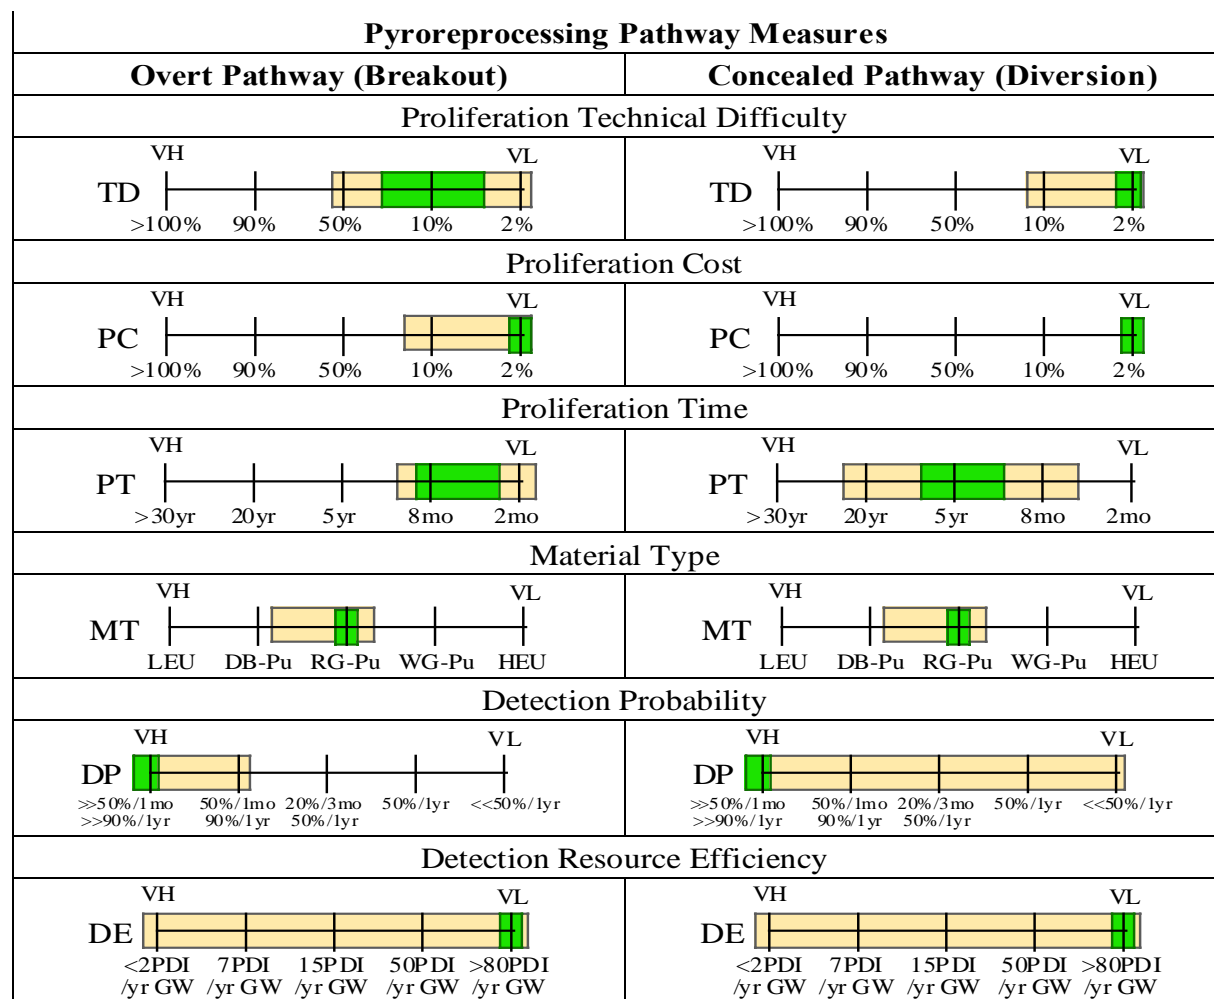 Pyroreprocessing Pathway Measures
Overt Pathway (Breakout) Concealed Pathway (Diversion)
Proliferation Technical Difficulty
VH VL VH VL
TD TD
>100% 90% 50% 10% 2% >100% 90% 50% 10% 2%
Proliferation Cost
VH VL VH VL
PC PC
>100% 90% 50% 10% 2% >100% 90% 50% 10% 2%
Proliferation Time
VH VL VH VL
PT PT
>30yr 20yr 5yr 8mo 2mo >30yr 20yr 5yr 8mo 2mo
Material Type
VH VL VH VL
MT MT
LEU DB-Pu RG-Pu WG-Pu HEU LEU DB-Pu RG-Pu WG-Pu HEU
Detection Probability
VH VL VH VL
DP DP
>>50%/1mo 50%/1mo 20%/3mo 50%/1yr <<50%/1yr >>50%/1mo 50%/1mo 20%/3mo 50%/1yr <<50%/1yr
>>90%/1yr 90%/1yr 50%/1yr >>90%/1yr 90%/1yr 50%/1yr
Detection Resource Efficiency
VH VL VH VL
DE DE
<2PDI 7PDI 15PDI 50PDI >80PDI <2PDI 7PDI 15PDI 50PDI >80PDI
/yr GW /yr GW /yr GW /yr GW /yr GW /yr GW /yr GW /yr GW /yr GW /yr GW